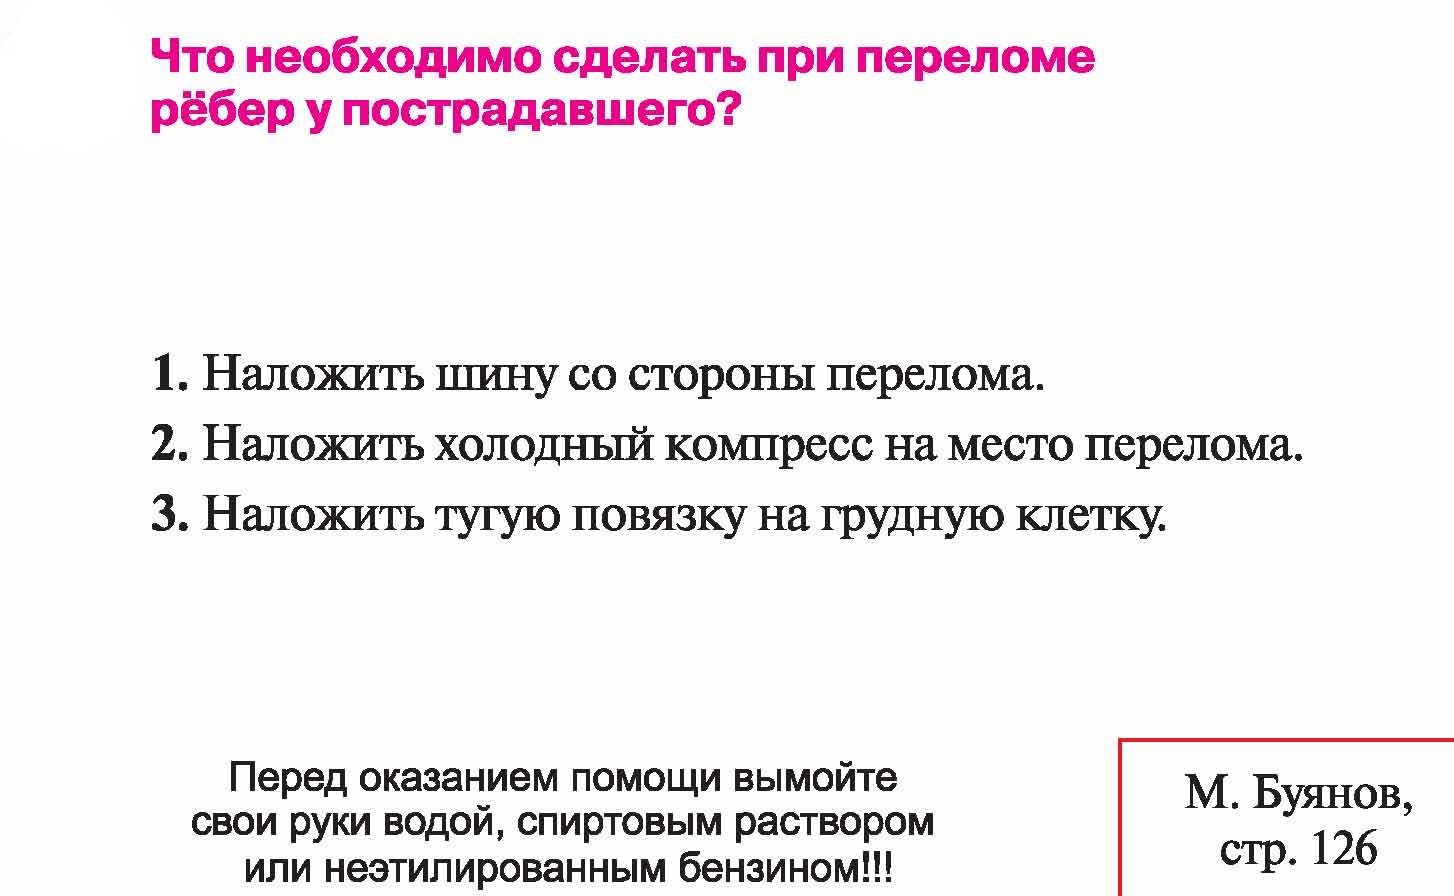 Что необходимо сделать при переломе
рёбер у пострадавшего?
1. Наложить шину со стороны перелома.
2. Наложить холодный компресс на место перелома.
3. Наложить тугую повязку на грудную клетку.
Перед оказанием помощи вымойте
свои руки водой, спиртовым раствором
или неэтилированным бензином!!!
М. Буянов,
стр. 126